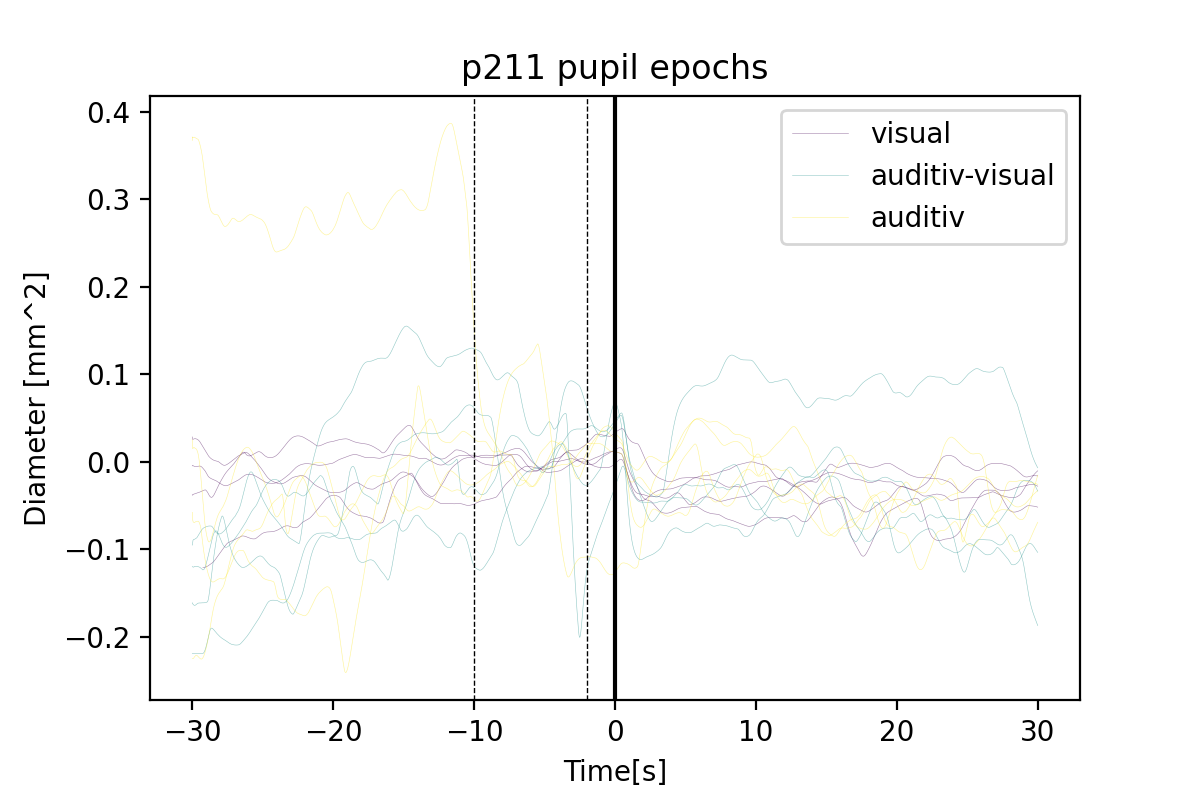 p211 pupil epochs
Diameter [mm^2]
0.4
0.3
0.2
0.1
0.0
−0.1
−0.2
visual
auditiv-visual
auditiv
−30
−20
−10
0
10
20
30
Time[s]